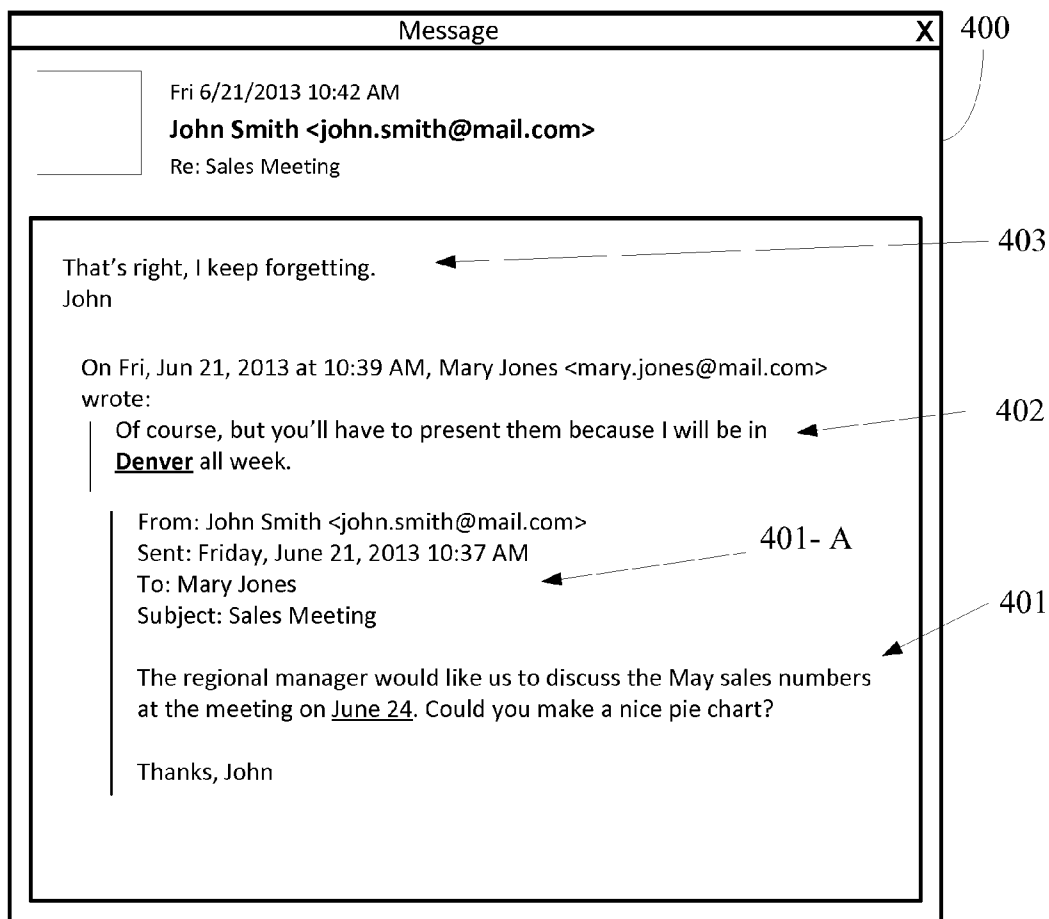 Message X 400
Fri 6/21/2013 10:42 AM
John Smith <john.smith@mail.com>
Re: Sales Meeting
403
That's right, I keep forgetting.
John
On Fri, Jun 21, 2013 at 10:39 AM, Mary Jones <mary.jones@mail.com>
wrote:
402
Of course, but you'll have to present them because I will be in
Denver all week.
From: John Smith <john.smith@mail.com>
Sent: Friday, June 21, 2013 10:37 AM
401- A
To: Mary Jones
Subject: Sales Meeting
401
The regional manager would like us to discuss the May sales numbers
at the meeting on June 24. Could you make a nice pie chart?
Thanks, John